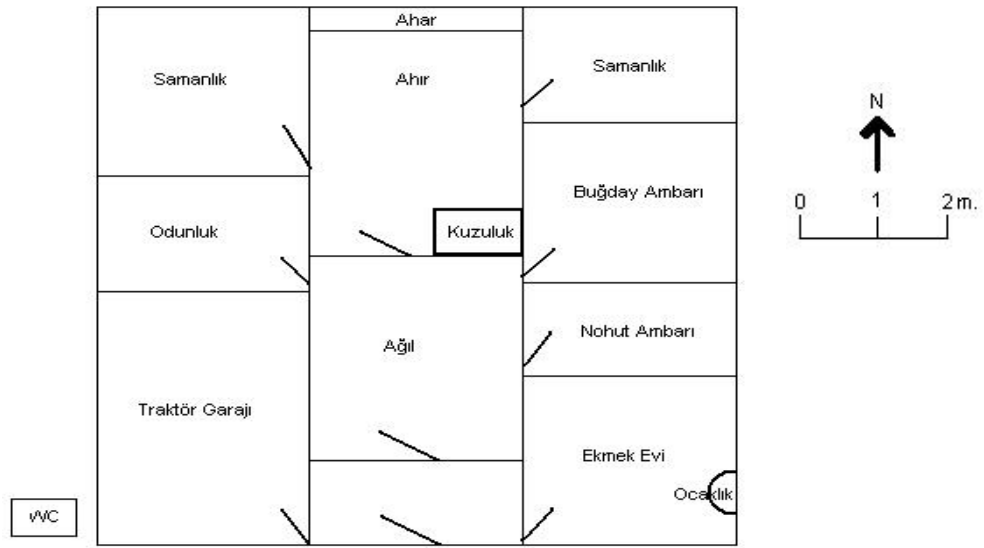 Ahar
Samanlık
Ahır
Samanlık
N
0 1 2 m.
Buğday Ambarı
Odunluk
Kuzuluk
Nohut Ambarı
Ağıl
Traktör Garajı
Ekmek Evi
Ocaklık
WC